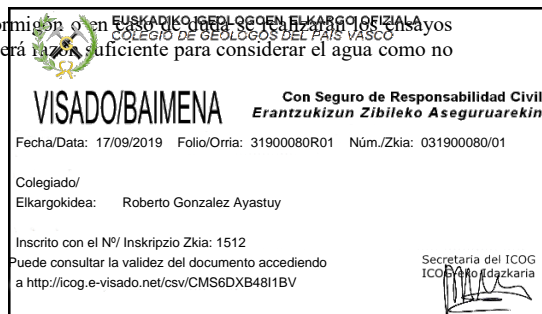 ormigón o en caso de duda se realizarán los ensayos
EUSKADIKO GEOLOGOEN ELKARGO OFIZIALA
COLEGIO DE GEÓLOGOS DEL PAÍS VASCO
erá razón suficiente para considerar el agua como no
VISADO/BAIMENA
Con Seguro de Responsabilidad Civil
Erantzukizun Zibileko Aseguruarekin
Fecha/Data: 17/09/2019 Folio/Orria: 31900080R01 Núm./Zkia: 031900080/01
Colegiado/
Elkargokidea: Roberto Gonzalez Ayastuy
Inscrito con el Nº/ Inskripzio Zkia: 1512
Puede consultar la validez del documento accediendo
a http://icog.e-visado.net/csv/CMS6DXB48I1BV
Secretaria del ICOG
ICOG-eko Idazkaria